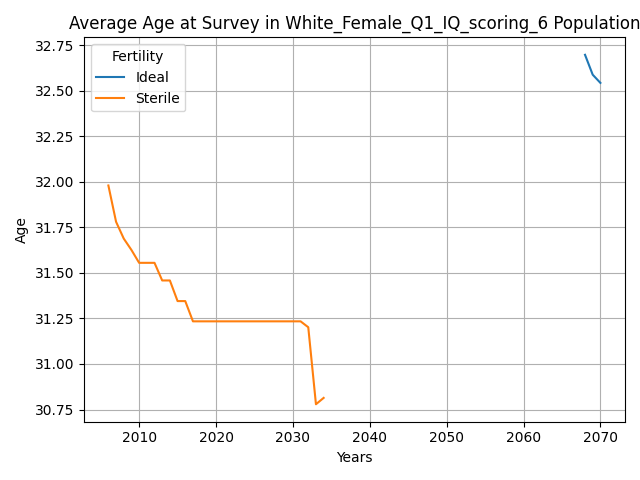 Average Age at Survey in White_Female_Q1_IQ_scoring_6 Population
Fertility
Ideal
Sterile
32.75
32.50
32.25
32.00
31.75
31.50
31.25
31.00
30.75
Age
2010 2020 2030 2040 2050 2060 2070
Years